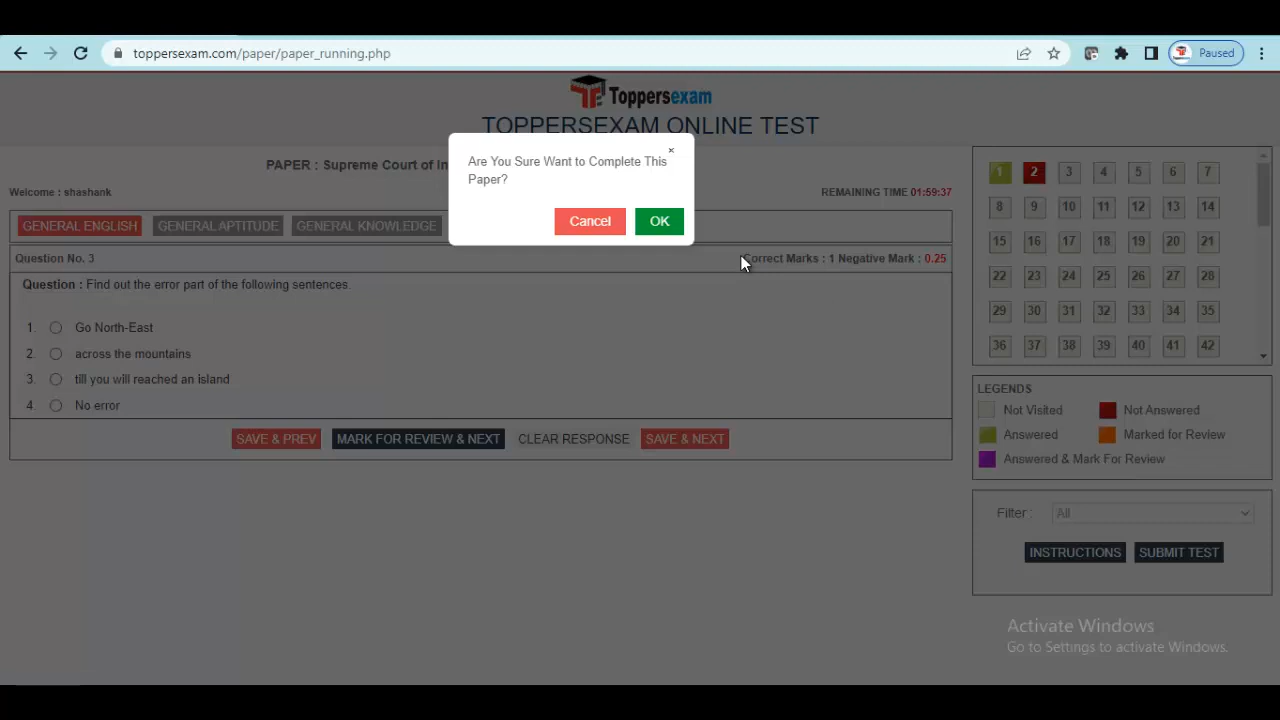 toppersexam.com/paper/paper_running.php
Paused
Toppersexam
TOPPERSEXAM ONLINE TEST
PAPER : Supreme Court of In
Are You Sure Want to Complete This
Paper?
×
Cancel
OK
Welcome : shashank
REMAINING TIME 01:59:37
GENERAL ENGLISH
GENERAL APTITUDE
GENERAL KNOWLEDGE
Question No. 3
Correct Marks : 1 Negative Mark : 0.25
Question : Find out the error part of the following sentences.
1. Go North-East
2. across the mountains
3. till you will reached an island
4. No error
SAVE & PREV
MARK FOR REVIEW & NEXT
CLEAR RESPONSE
SAVE & NEXT
1 2 3 4 5 6 7
8 9 10 11 12 13 14
15 16 17 18 19 20 21
22 23 24 25 26 27 28
29 30 31 32 33 34 35
36 37 38 39 40 41 42
LEGENDS
Not Visited
Not Answered
Answered
Marked for Review
Answered & Mark For Review
Filter : All
INSTRUCTIONS
SUBMIT TEST
Activate Windows
Go to Settings to activate Windows.